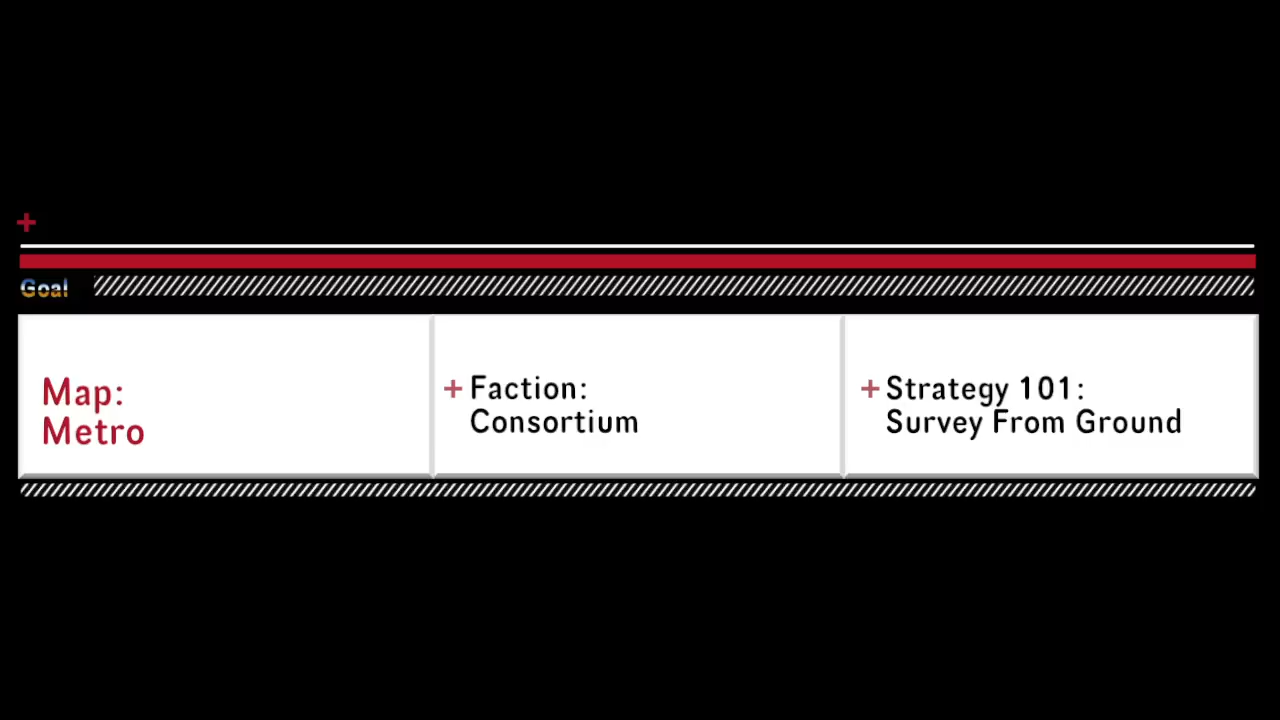 Goal
Map:
Metro
+ Faction:
Consortium
+ Strategy 101:
Survey From Ground